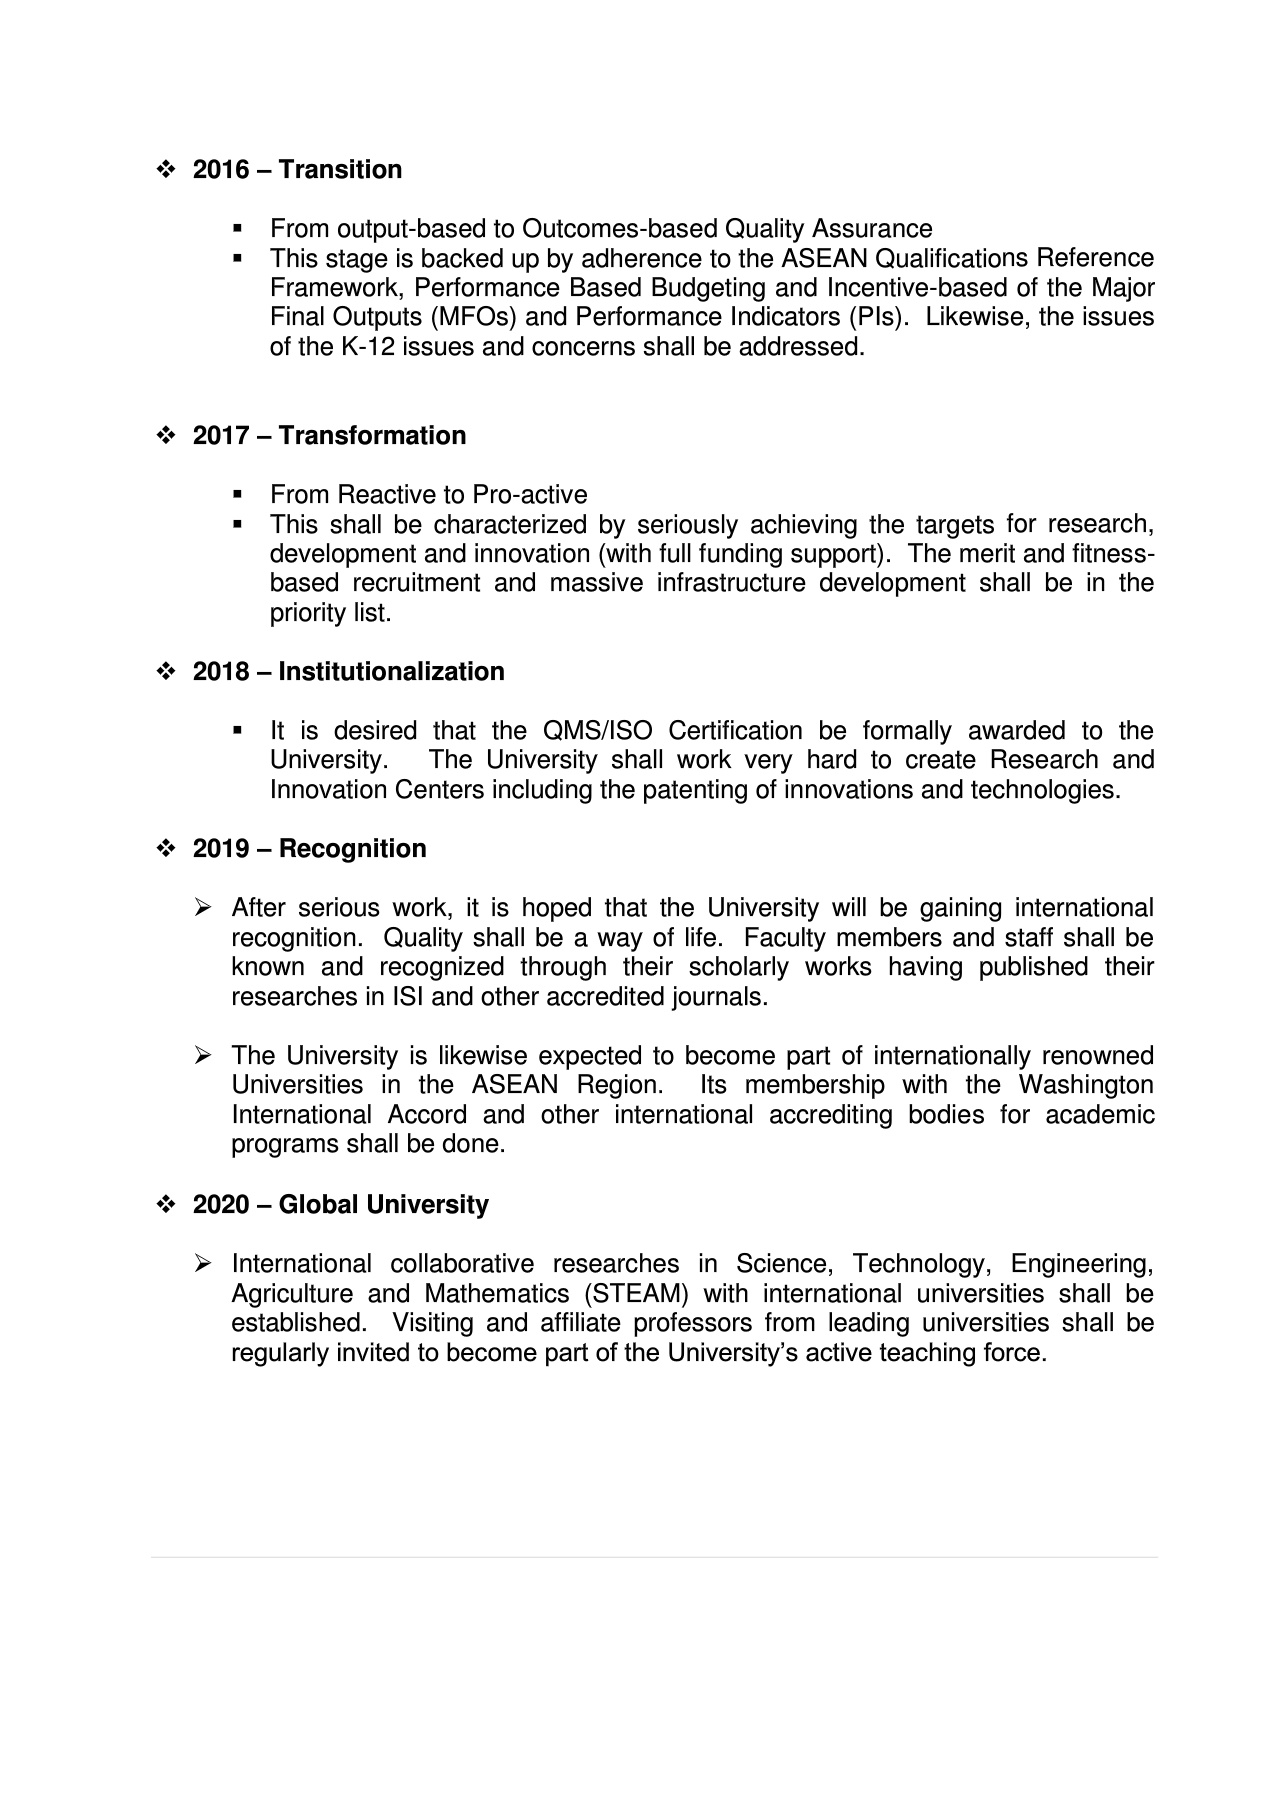 ❖ 2016 – Transition
▪ From output-based to Outcomes-based Quality Assurance
▪ This stage is backed up by adherence to the ASEAN Qualifications Reference
Framework, Performance Based Budgeting and Incentive-based of the Major
Final Outputs (MFOs) and Performance Indicators (PIs).  Likewise, the issues
of the K-12 issues and concerns shall be addressed.
❖ 2017 – Transformation
▪ From Reactive to Pro-active
▪ This shall be characterized by seriously achieving the targets for research,
development and innovation (with full funding support).  The merit and fitness-
based recruitment and massive infrastructure development shall be in the
priority list.
❖ 2018 – Institutionalization
▪ It is desired that the QMS/ISO Certification be formally awarded to the
University.  The University shall work very hard to create Research and
Innovation Centers including the patenting of innovations and technologies.
❖ 2019 – Recognition
➢ After serious work, it is hoped that the University will be gaining international
recognition.  Quality shall be a way of life.  Faculty members and staff shall be
known and recognized through their scholarly works having published their
researches in ISI and other accredited journals.
➢ The University is likewise expected to become part of internationally renowned
Universities in the ASEAN Region.  Its membership with the Washington
International Accord and other international accrediting bodies for academic
programs shall be done.
❖ 2020 – Global University
➢ International collaborative researches in Science, Technology, Engineering,
Agriculture and Mathematics (STEAM) with international universities shall be
established.  Visiting and affiliate professors from leading universities shall be
regularly invited to become part of the University’s active teaching force.